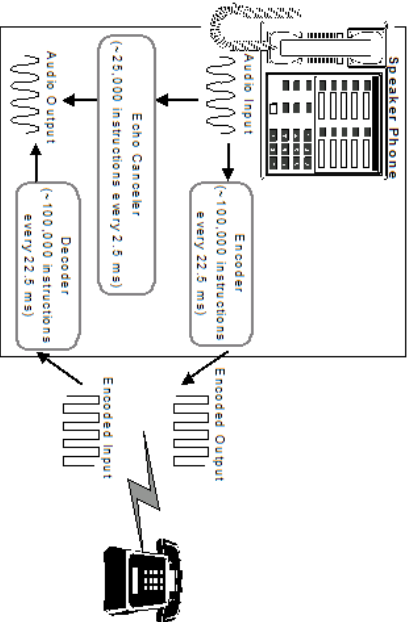 Speaker Phone
Audio Input
Encoder
(~100,000 instructions
every 22.5 ms)
Encoded Output
Echo Canceler
(~25,000 instructions every 2.5 ms)
Audio Output
Decoder
(~100,000 instructions
every 22.5 ms)
Encoded Input